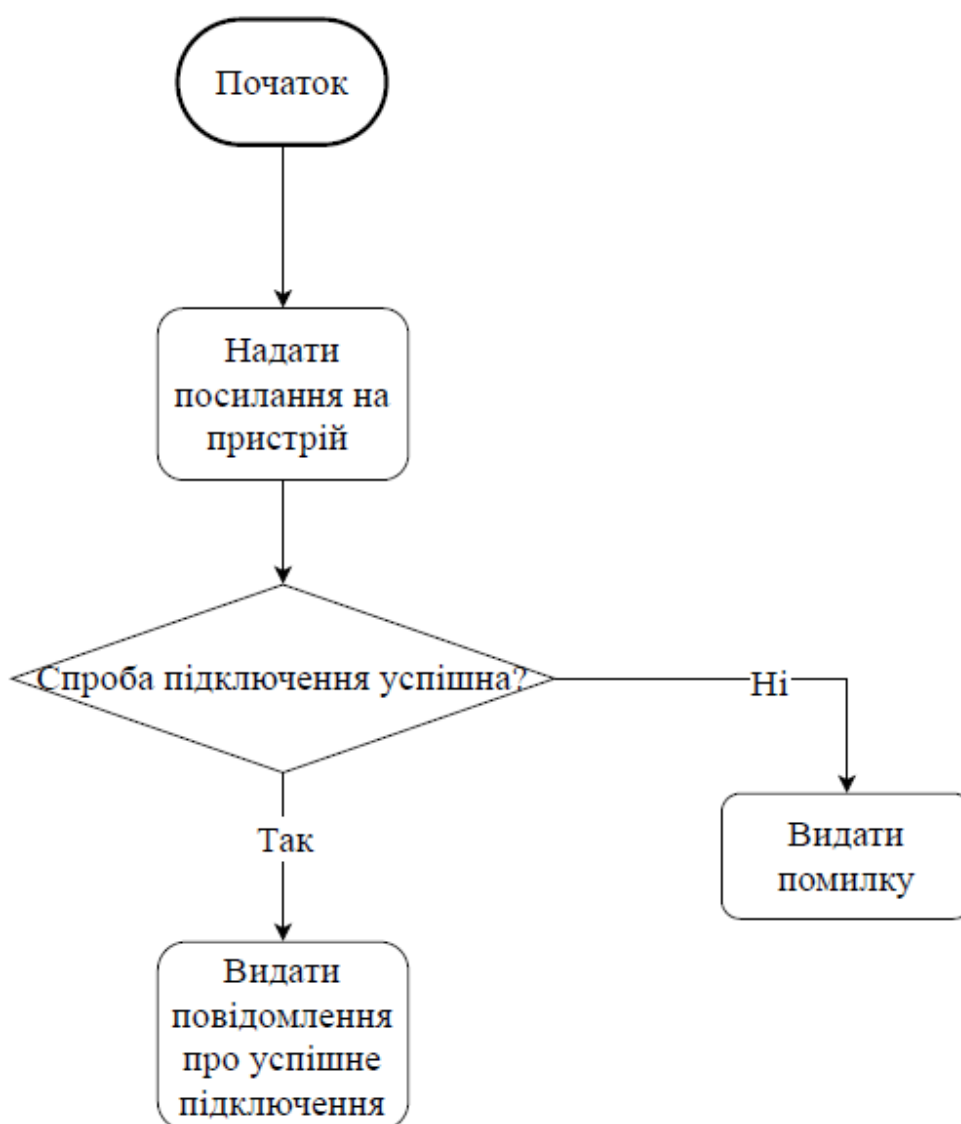 Початок
Надати
посилання на
пристрій
Спроба підключення успішна?
Ні
Так
Видати
помилку
Видати
повідомлення
про успішне
підключення